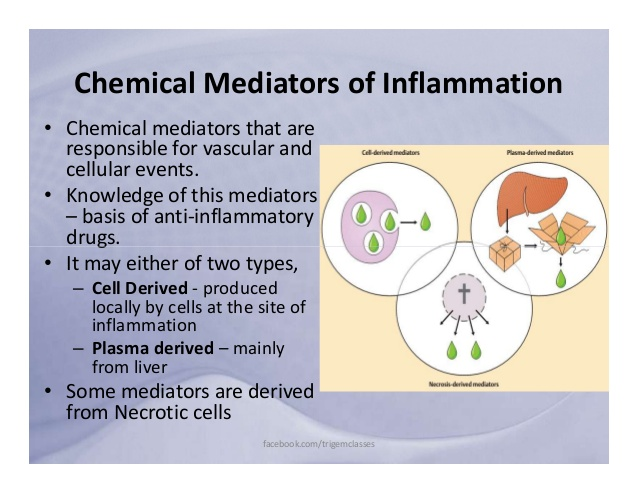 Chemical Mediators of Inflammation
• Chemical mediators that are
responsible for vascular and
cellular events.
• Knowledge of this mediators
– basis of anti-inflammatory
drugs.
• It may either of two types,
– Cell Derived - produced
locally by cells at the site of
inflammation
– Plasma derived – mainly
from liver
• Some mediators are derived
from Necrotic cells
Cell-derived mediators
Plasma-derived mediators
Necrosis-derived mediators
facebook.com/trigemclasses